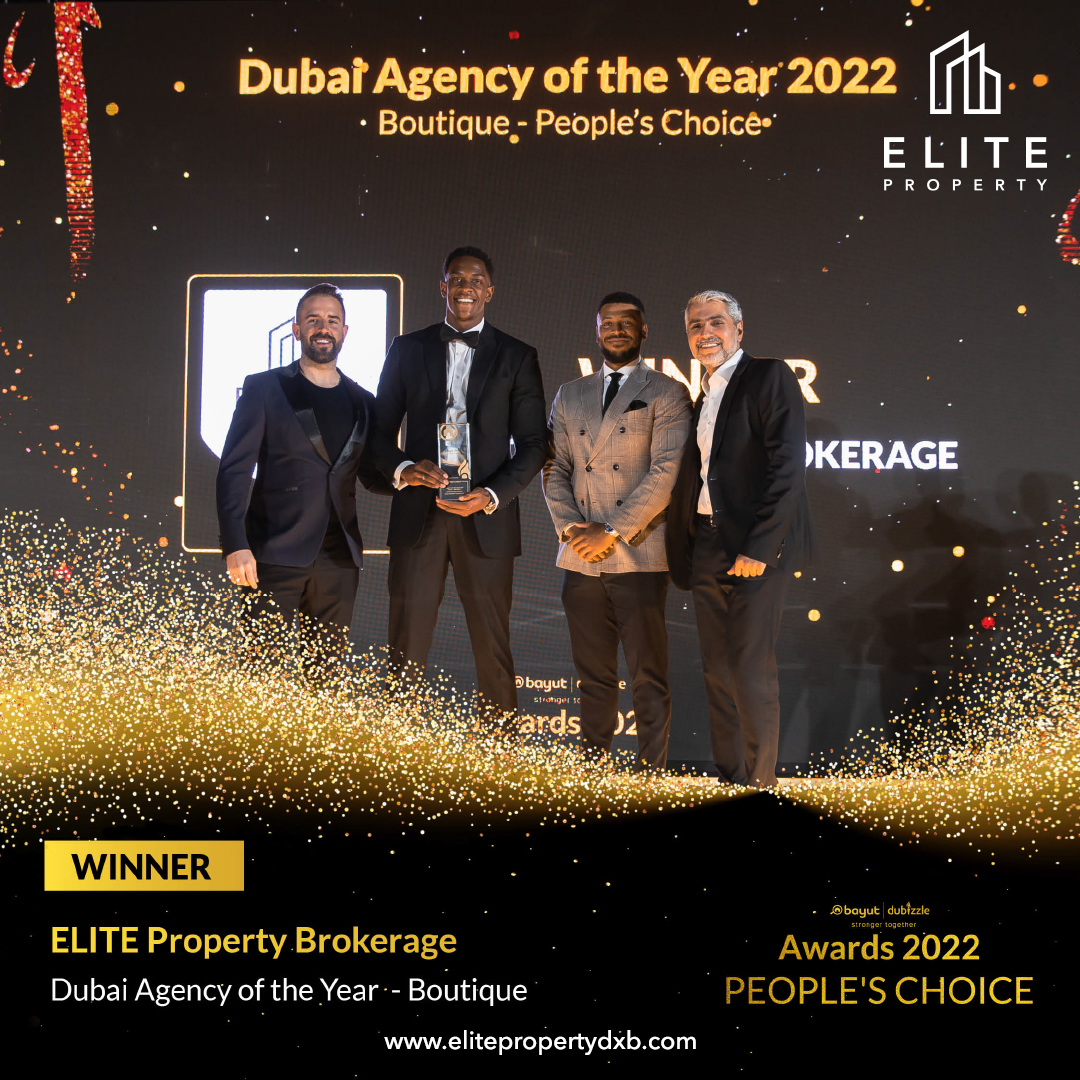 Dubai Agency of the Year 2022
Boutique - People's Choice
ELITE
PROPERTY
bayut
stronger
WINNER
ELITE Property Brokerage
Dubai Agency of the Year - Boutique
bayut | dubizzle
stronger together
Awards 2022
PEOPLE'S CHOICE
www.elitepropertydxb.com